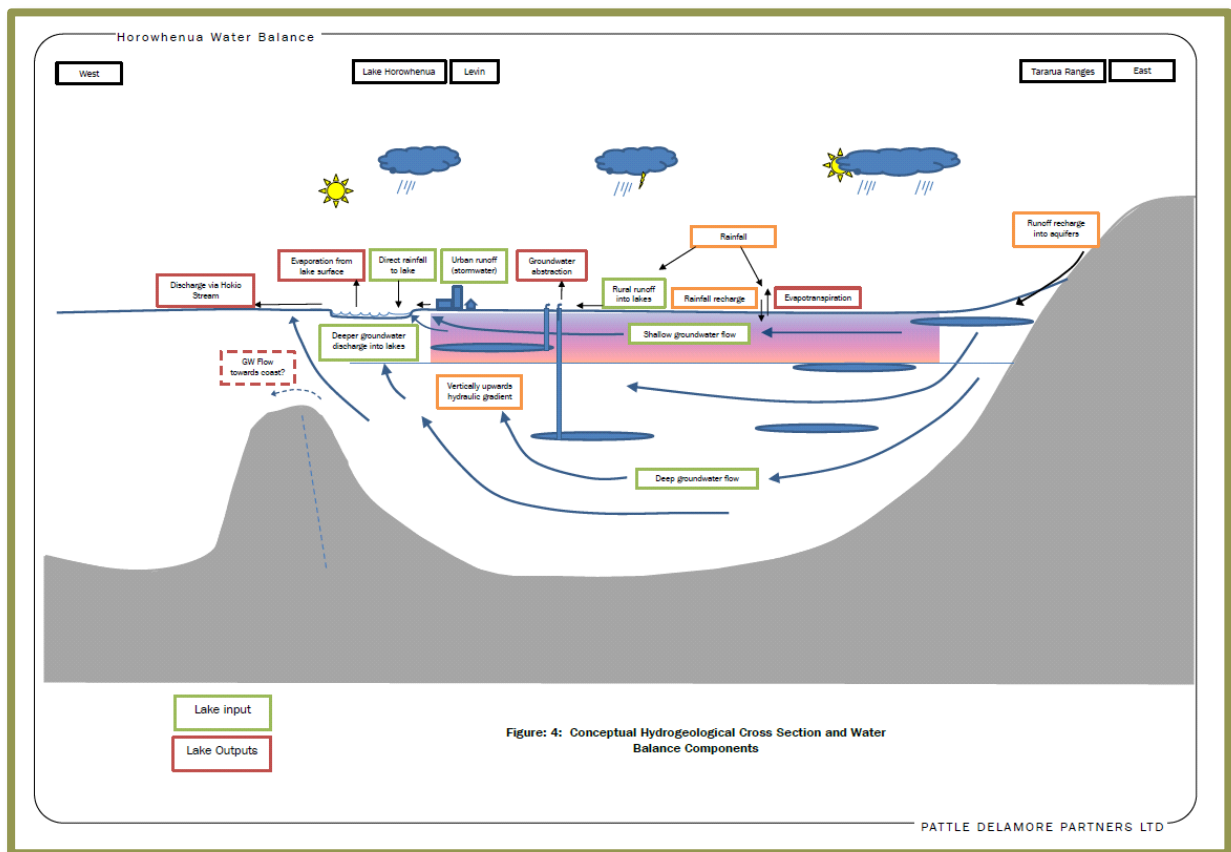 Horowhenua Water Balance
West
Lake Horowhenua
Levin
Tararua Ranges
East
Runoff recharge
into aquifers
Rainfall
Evaporation from
lake surface
Direct rainfall
to lake
Urban runoff
(stormwater)
Groundwater
abstraction
Discharge via Hokio
Stream
Rural runoff
into lakes
Rainfall recharge
Evapotranspiration
Deeper groundwater
discharge into lakes
Shallow groundwater flow
GW Flow
towards coast?
Vertically upwards
hydraulic gradient
Deep groundwater flow
Lake input
Lake Outputs
Figure: 4: Conceptual Hydrogeological Cross Section and Water
Balance Components
PATTLE DELAMORE PARTNERS LTD